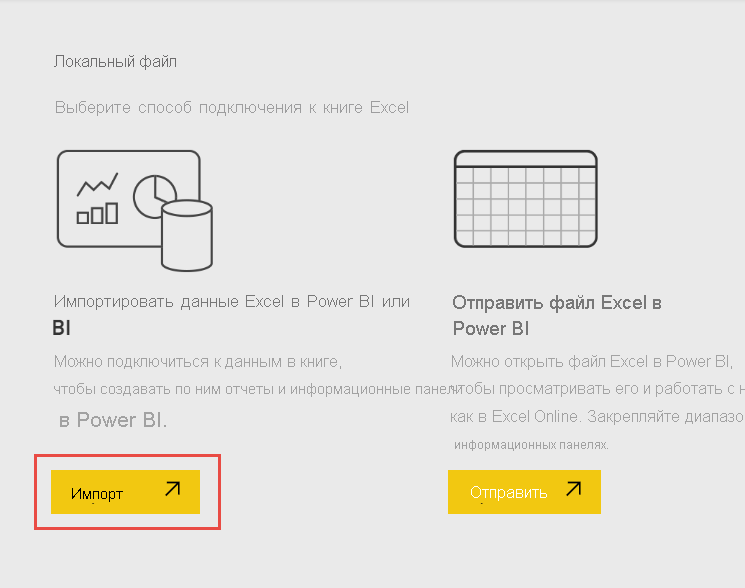 Локальный файл
Выберите способ подключения к книге Excel
Импортировать данные Excel в Power BI или
BI
Можно подключиться к данным в книге,
чтобы создавать по ним отчеты и информационные панели
в Power BI.
Импорт
Отправить файл Excel в
Power BI
Можно открыть файл Excel в Power BI,
чтобы просматривать его и работать с н
как в Excel Online. Закрепляйте диапазо
информационных панелях.
Отправить